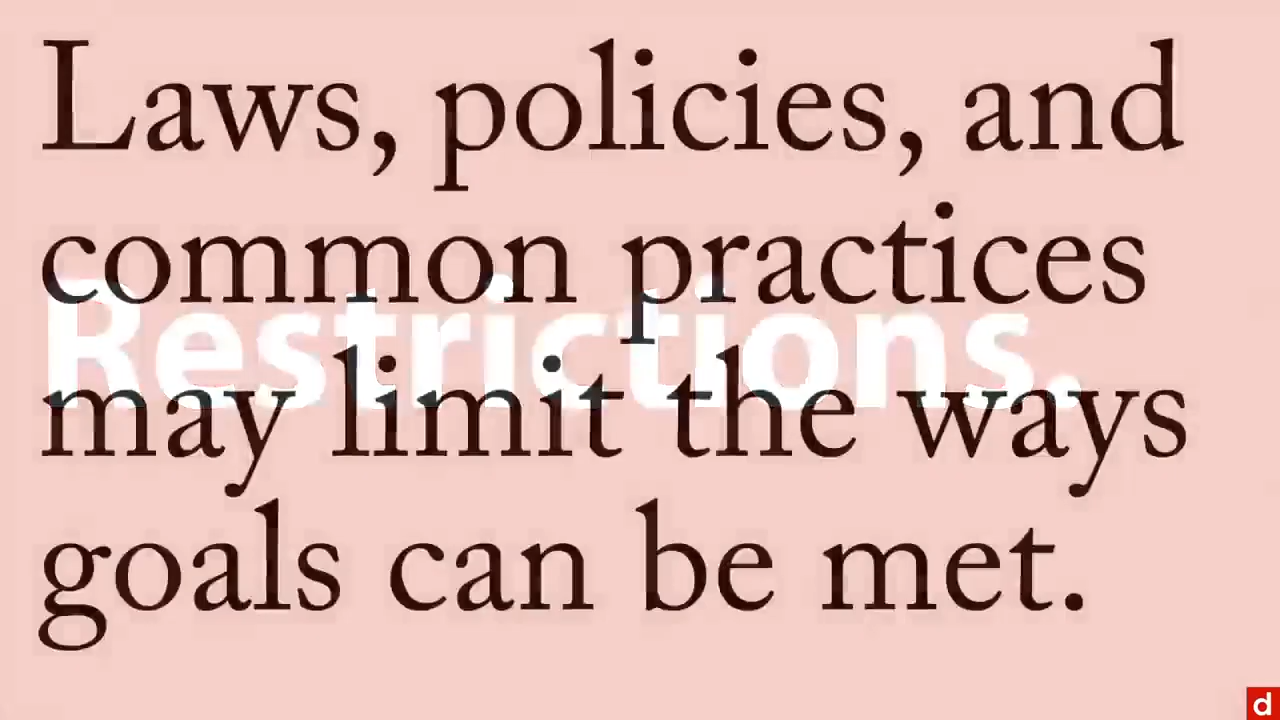 Laws, policies, and
common practices
Restrictions.
may limit the ways
goals can be met.
d